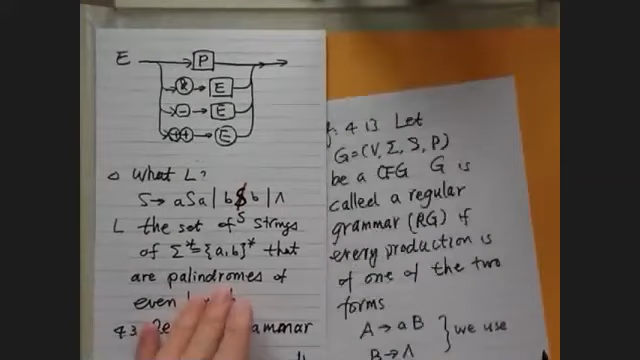 E
P
* E
- E
++ E
△ What L?
S → aSa | bSb | Λ
S
L the set of strings
of Σ*={a,b}* that
are palindromes of
even
4.3 grammar
4.13 Let
G=(V, Σ, S, P)
be a CFG G is
called a regular
grammar (RG) if
every production is
of one of the two
forms
A → aB } we use
B → Λ